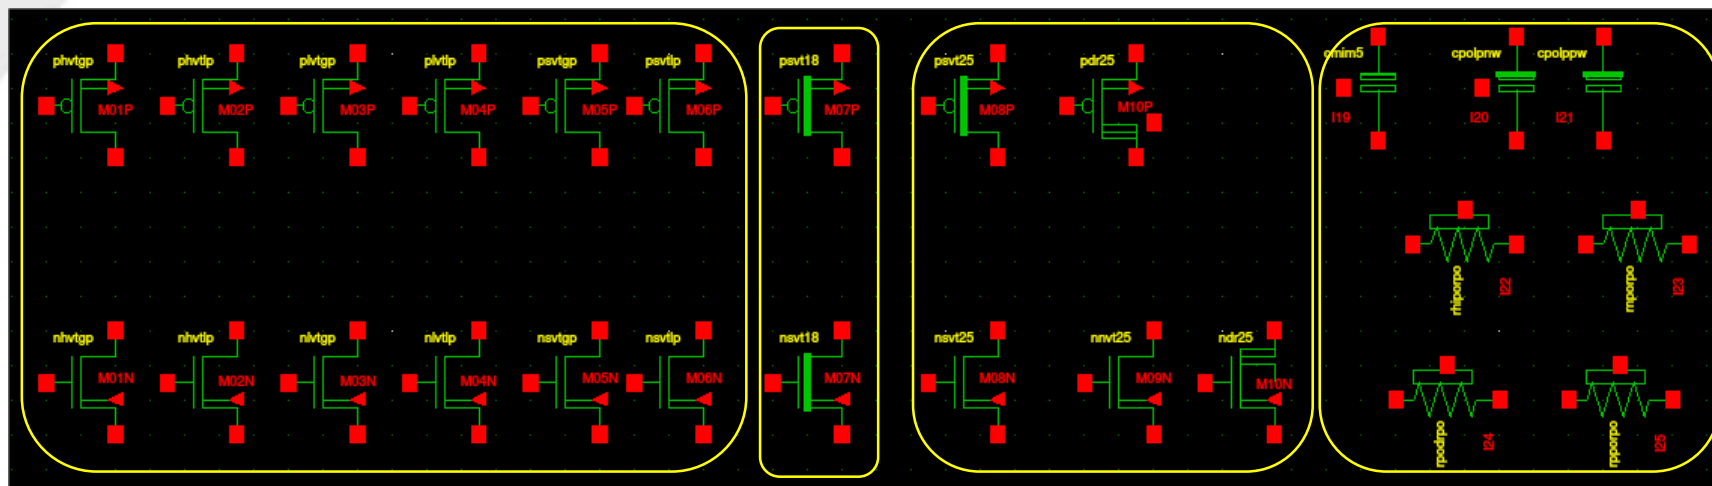 phvtgp phvtlp plvtgp plvtlp psvtgp psvtlp psvt18 psvt25 pdr25 cmim5 cpolpnw cpolppw
M01P M02P M03P M04P M05P M06P M07P M08P M10P I19 I20 I21
rhiporpo I22 rnporpo I23
nhvtgp nhvtlp nlvtgp nlvtlp nsvtgp nsvtlp nsvt18 nsvt25 nnvt25 ndr25
M01N M02N M03N M04N M05N M06N M07N M08N M09N M10N
rpodrpo I24 rpporpo I25